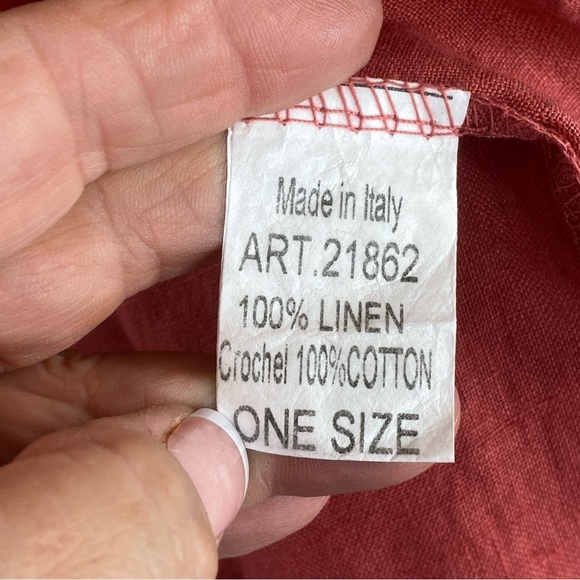 Made in Italy
ART.21862
100% LINEN
Crochel 100%COTTON
ONE SIZE